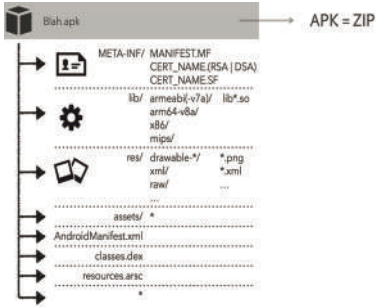 Blah.apk APK = ZIP
META-INF/ MANIFEST.MF
CERT_NAME.(RSA | DSA)
CERT_NAME.SF
lib/ armeabi(-v7a)/ lib*.so
arm64-v8a/
x86/
mips/
res/ drawable-*/ *.png
xml/ *.xml
raw/ ...
...
assets/ *
AndroidManifest.xml
classes.dex
resources.arsc
*